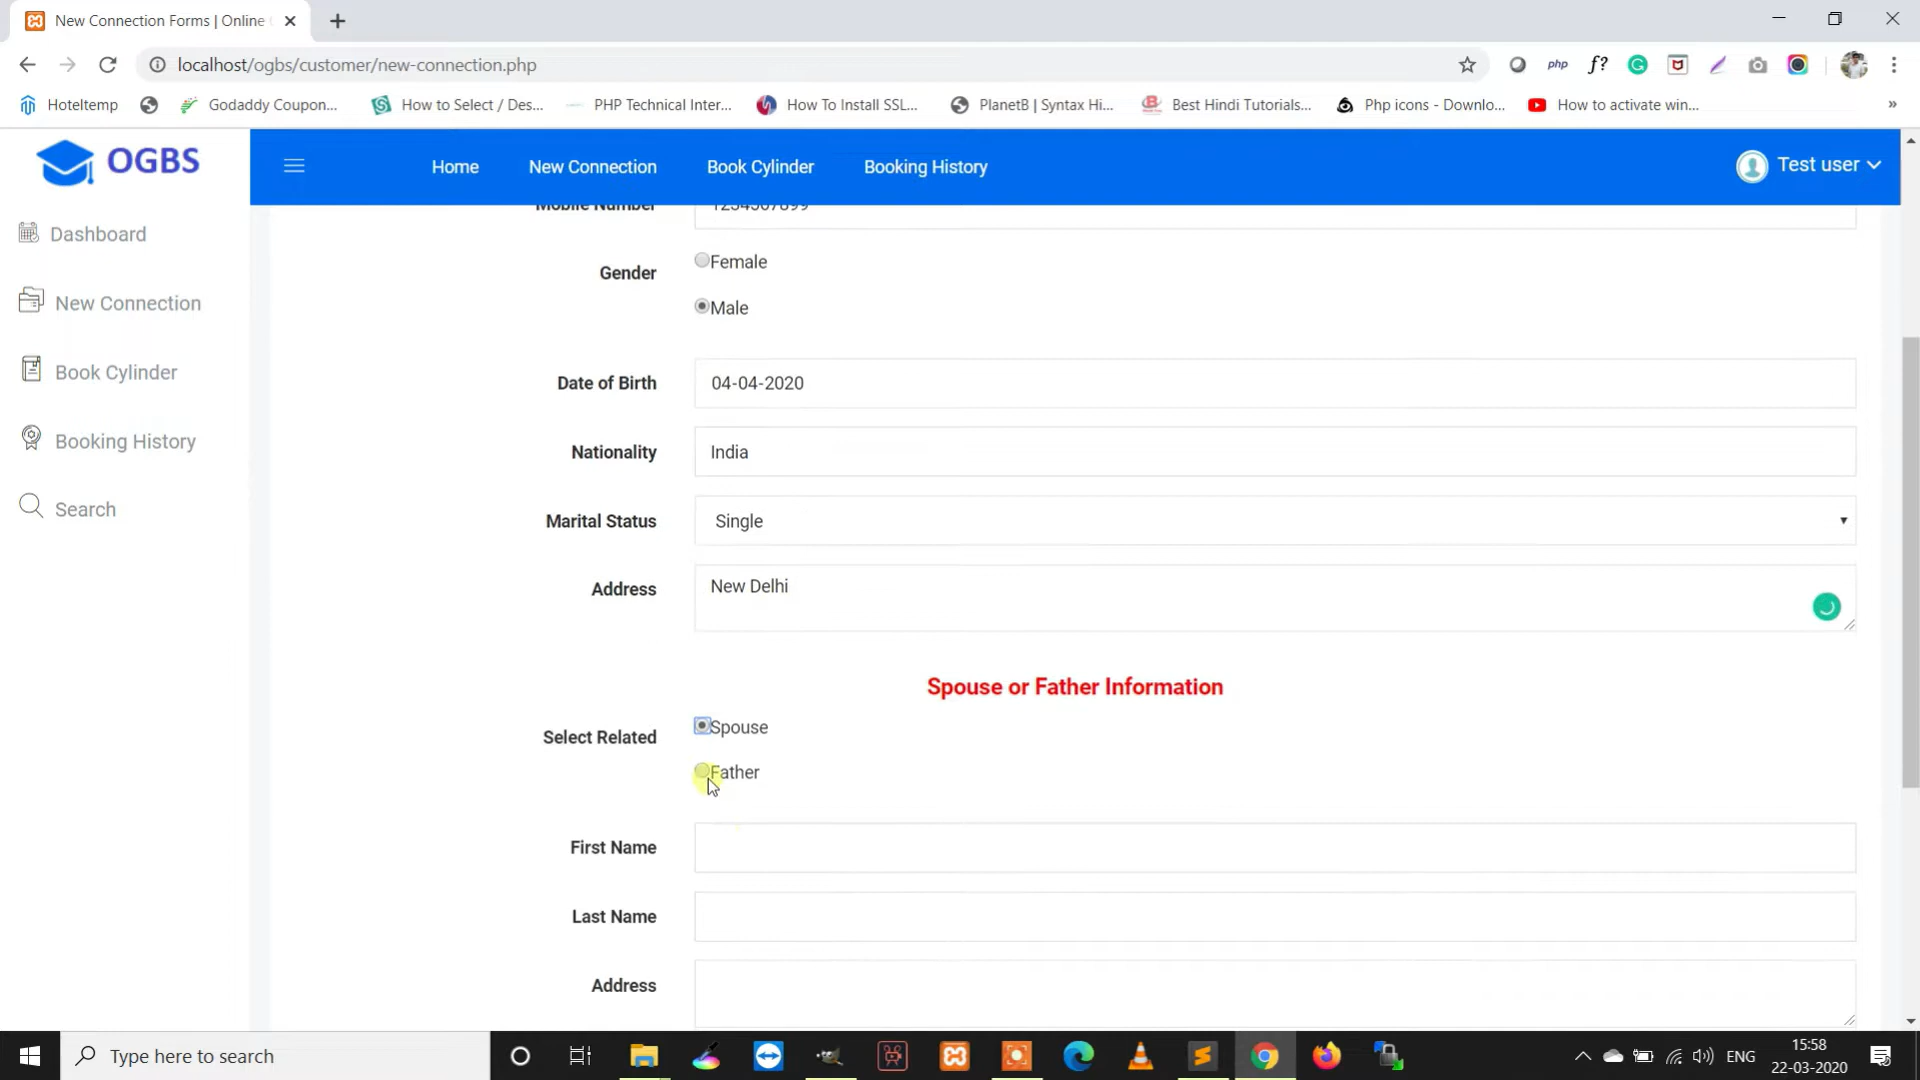 New Connection Forms | Online
localhost/ogbs/customer/new-connection.php
php
f?
Hoteltemp
Godaddy Coupon...
How to Select / Des...
PHP Technical Inter...
How To Install SSL...
PlanetB | Syntax Hi...
Best Hindi Tutorials...
Php icons - Downlo...
How to activate win...
»
OGBS
Home
New Connection
Book Cylinder
Booking History
Test user
Dashboard
New Connection
Book Cylinder
Booking History
Search
Mobile Number
1234567899
Gender
Female
Male
Date of Birth
04-04-2020
Nationality
India
Marital Status
Single
Address
New Delhi
Spouse or Father Information
Select Related
Spouse
Father
First Name
Last Name
Address
Type here to search
ENG
15:58
22-03-2020